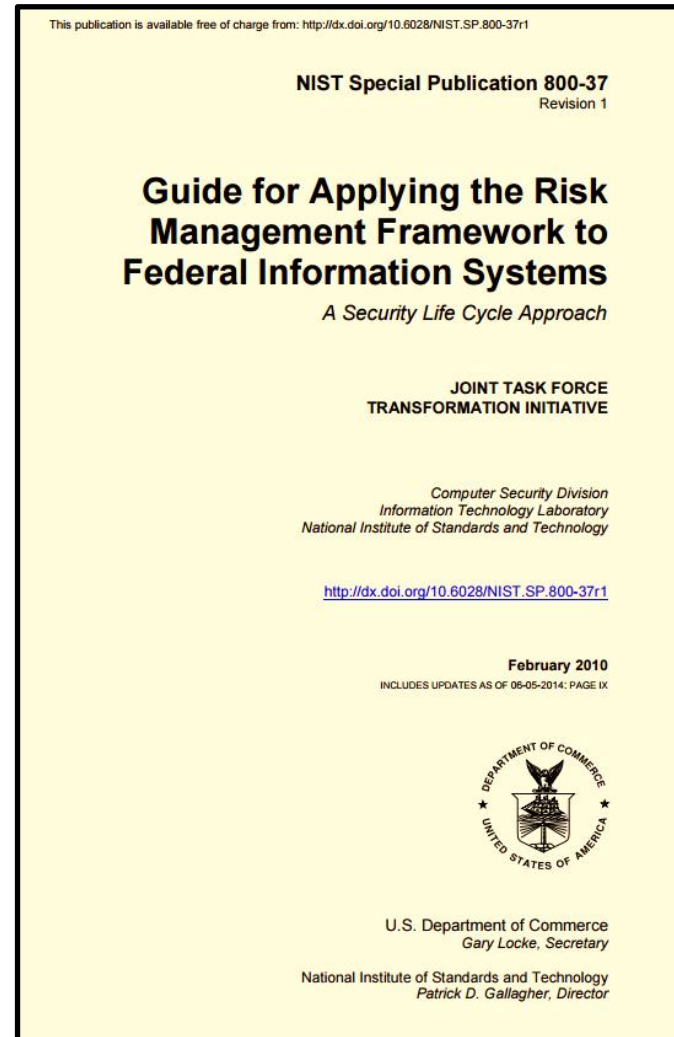 This publication is available free of charge from: http://dx.doi.org/10.6028/NIST.SP.800-37r1
NIST Special Publication 800-37
Revision 1
Guide for Applying the Risk
Management Framework to
Federal Information Systems
A Security Life Cycle Approach
JOINT TASK FORCE
TRANSFORMATION INITIATIVE
Computer Security Division
Information Technology Laboratory
National Institute of Standards and Technology
http://dx.doi.org/10.6028/NIST.SP.800-37r1
February 2010
INCLUDES UPDATES AS OF 06-05-2014: PAGE IX
DEPARTMENT OF COMMERCE
UNITED STATES OF AMERICA
U.S. Department of Commerce
Gary Locke, Secretary
National Institute of Standards and Technology
Patrick D. Gallagher, Director